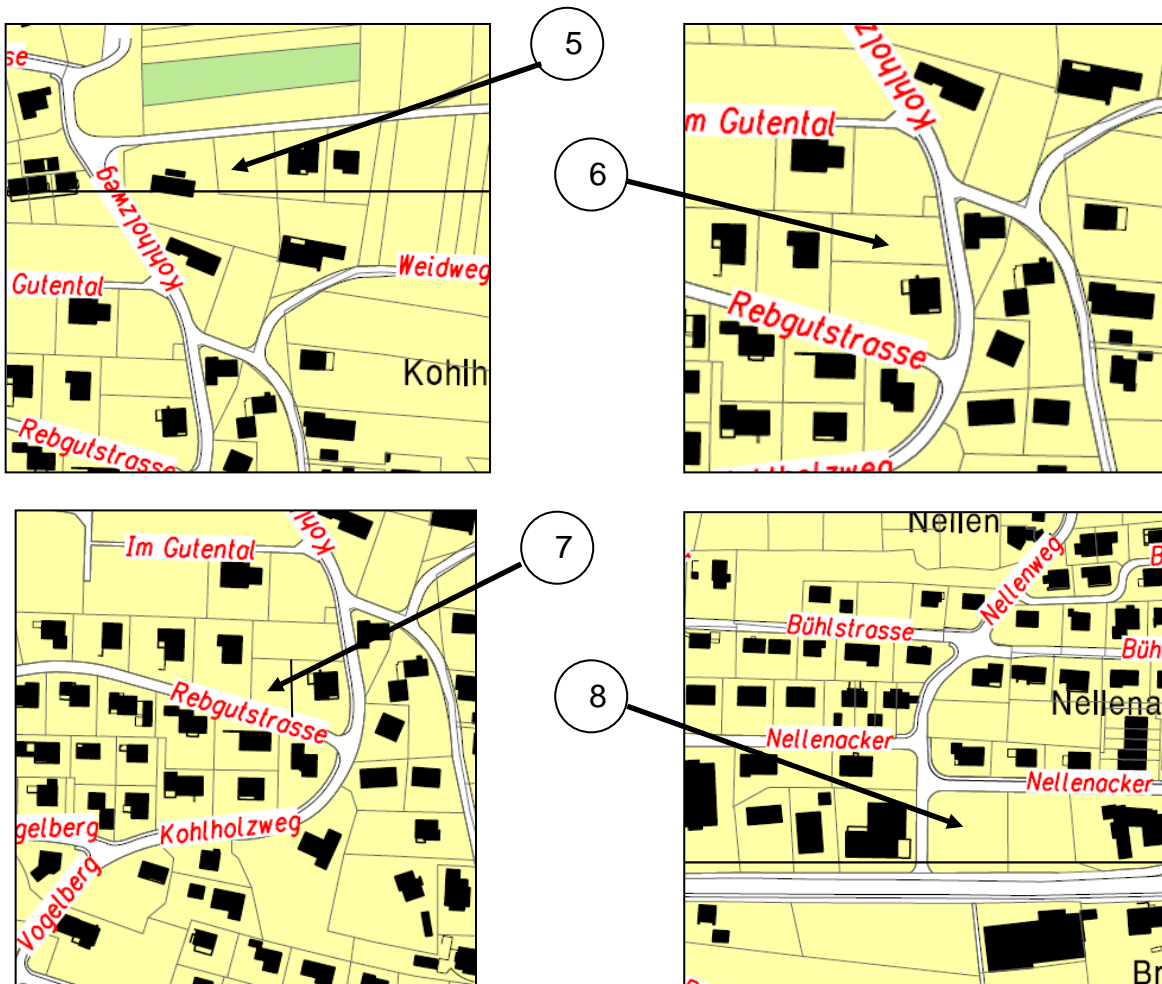 5
se
Kohlholzweg
Gutental
Weidweg
Kohlh
Rebgutstrasse
6
Kohlholz
m Gutental
Rebgutstrasse
Kohlholzweg
7
Kohl
Im Gutental
Rebgutstrasse
gelberg
Kohlholzweg
Vogelberg
8
Nellen
Nellenweg
B
Bühlstrasse
Büh
Nellena
Nellenacker
Nellenacker
Br